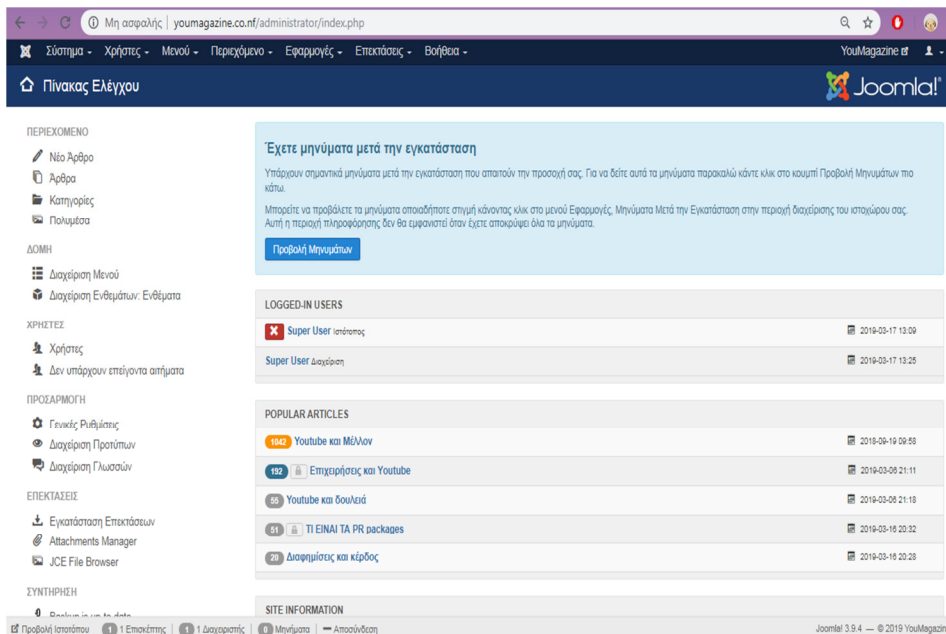 Μη ασφαλής | youmagazine.co.nf/administrator/index.php
Σύστημα Χρήστες Μενού Περιεχόμενο Εφαρμογές Επεκτάσεις Βοήθεια YouMagazine
Πίνακας Ελέγχου Joomla!
ΠΕΡΙΕΧΟΜΕΝΟ
Νέο Άρθρο
Άρθρα
Κατηγορίες
Πολυμέσα
ΔΟΜΗ
Διαχείριση Μενού
Διαχείριση Ενθεμάτων: Ενθέματα
ΧΡΗΣΤΕΣ
Χρήστες
Δεν υπάρχουν επείγοντα αιτήματα
ΠΡΟΣΑΡΜΟΓΗ
Γενικές Ρυθμίσεις
Διαχείριση Προτύπων
Διαχείριση Γλωσσών
ΕΠΕΚΤΑΣΕΙΣ
Εγκατάσταση Επεκτάσεων
Attachments Manager
JCE File Browser
ΣΥΝΤΗΡΗΣΗ
Backup is up to date
Έχετε μηνύματα μετά την εγκατάσταση
Υπάρχουν σημαντικά μηνύματα μετά την εγκατάσταση που απαιτούν την προσοχή σας. Για να δείτε αυτά τα μηνύματα παρακαλώ κάντε κλικ στο κουμπί Προβολή Μηνυμάτων πιο
κάτω.
Μπορείτε να προβάλετε τα μηνύματα οποιαδήποτε στιγμή κάνοντας κλικ στο μενού Εφαρμογές, Μηνύματα Μετά την Εγκατάσταση στην περιοχή διαχείρισης του ιστοχώρου σας.
Αυτή η περιοχή πληροφόρησης δεν θα εμφανιστεί όταν έχετε αποκρύψει όλα τα μηνύματα.
Προβολή Μηνυμάτων
LOGGED-IN USERS
Super User Ιστότοπος 2019-03-17 13:09
Super User Διαχείριση 2019-03-17 13:25
POPULAR ARTICLES
1042 Youtube και Μέλλον 2018-09-19 09:58
192 Επιχειρήσεις και Youtube 2019-03-06 21:11
55 Youtube και δουλειά 2019-03-06 21:18
51 ΤΙ ΕΙΝΑΙ ΤΑ PR packages 2019-03-16 20:32
20 Διαφημίσεις και κέρδος 2019-03-16 20:28
SITE INFORMATION
Προβολή Ιστοτόπου 1 1 Επισκέπτης 1 1 Διαχειριστής 0 Μηνύματα Αποσύνδεση Joomla! 3.9.4 — © 2019 YouMagazin